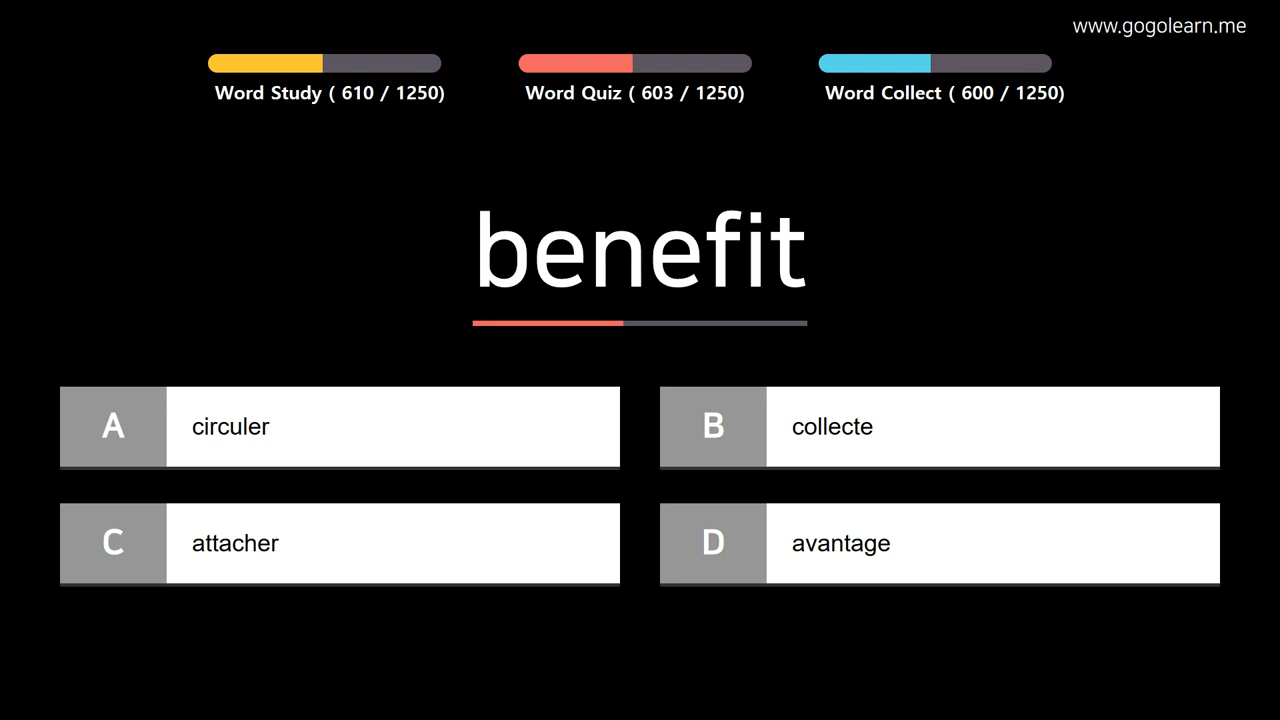 www.gogolearn.me
Word Study ( 610 / 1250)
Word Quiz ( 603 / 1250)
Word Collect ( 600 / 1250)
benefit
A circuler
B collecte
C attacher
D avantage